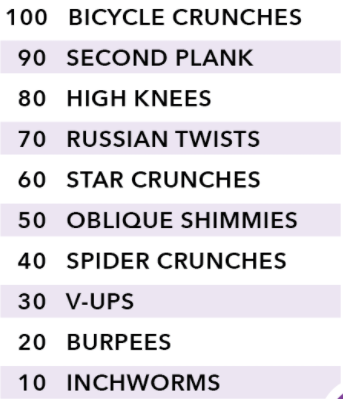 100 BICYCLE CRUNCHES
90 SECOND PLANK
80 HIGH KNEES
70 RUSSIAN TWISTS
60 STAR CRUNCHES
50 OBLIQUE SHIMMIES
40 SPIDER CRUNCHES
30 V-UPS
20 BURPEES
10 INCHWORMS